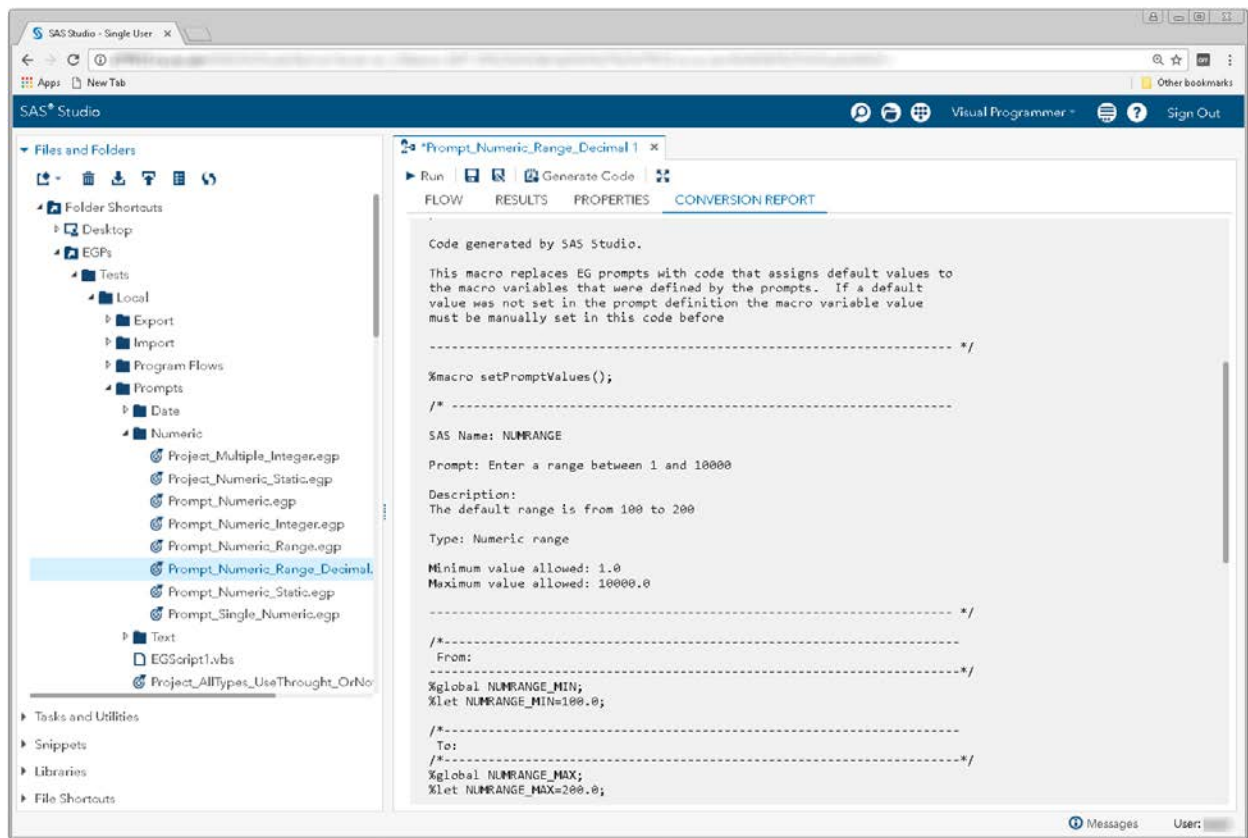 SAS Studio - Single User
Apps New Tab
Other bookmarks
SAS® Studio
Visual Programmer
Sign Out
Files and Folders
Folder Shortcuts
Desktop
EGPs
Tests
Local
Export
Import
Program Flows
Prompts
Date
Numeric
Project_Multiple_Integer.egp
Project_Numeric_Static.egp
Prompt_Numeric.egp
Prompt_Numeric_Integer.egp
Prompt_Numeric_Range.egp
Prompt_Numeric_Range_Decimal.
Prompt_Numeric_Static.egp
Prompt_Single_Numeric.egp
Text
EGScript1.vbs
Project_AllTypes_UseThrought_OrNo
Tasks and Utilities
Snippets
Libraries
File Shortcuts
*Prompt_Numeric_Range_Decimal 1
Run Generate Code
FLOW RESULTS PROPERTIES CONVERSION REPORT
Code generated by SAS Studio.
This macro replaces EG prompts with code that assigns default values to
the macro variables that were defined by the prompts. If a default
value was not set in the prompt definition the macro variable value
must be manually set in this code before
------------------------------------------------------------------------ */
%macro setPromptValues();
/* ---------------------------------------------------------------------
SAS Name: NUMRANGE
Prompt: Enter a range between 1 and 10000
Description:
The default range is from 100 to 200
Type: Numeric range
Minimum value allowed: 1.0
Maximum value allowed: 10000.0
------------------------------------------------------------------------ */
/*-----------------------------------------------------------------------
From:
-------------------------------------------------------------------------*/
%global NUMRANGE_MIN;
%let NUMRANGE_MIN=100.0;
/*-----------------------------------------------------------------------
To:
/*-----------------------------------------------------------------------*/
%global NUMRANGE_MAX;
%let NUMRANGE_MAX=200.0;
Messages User: